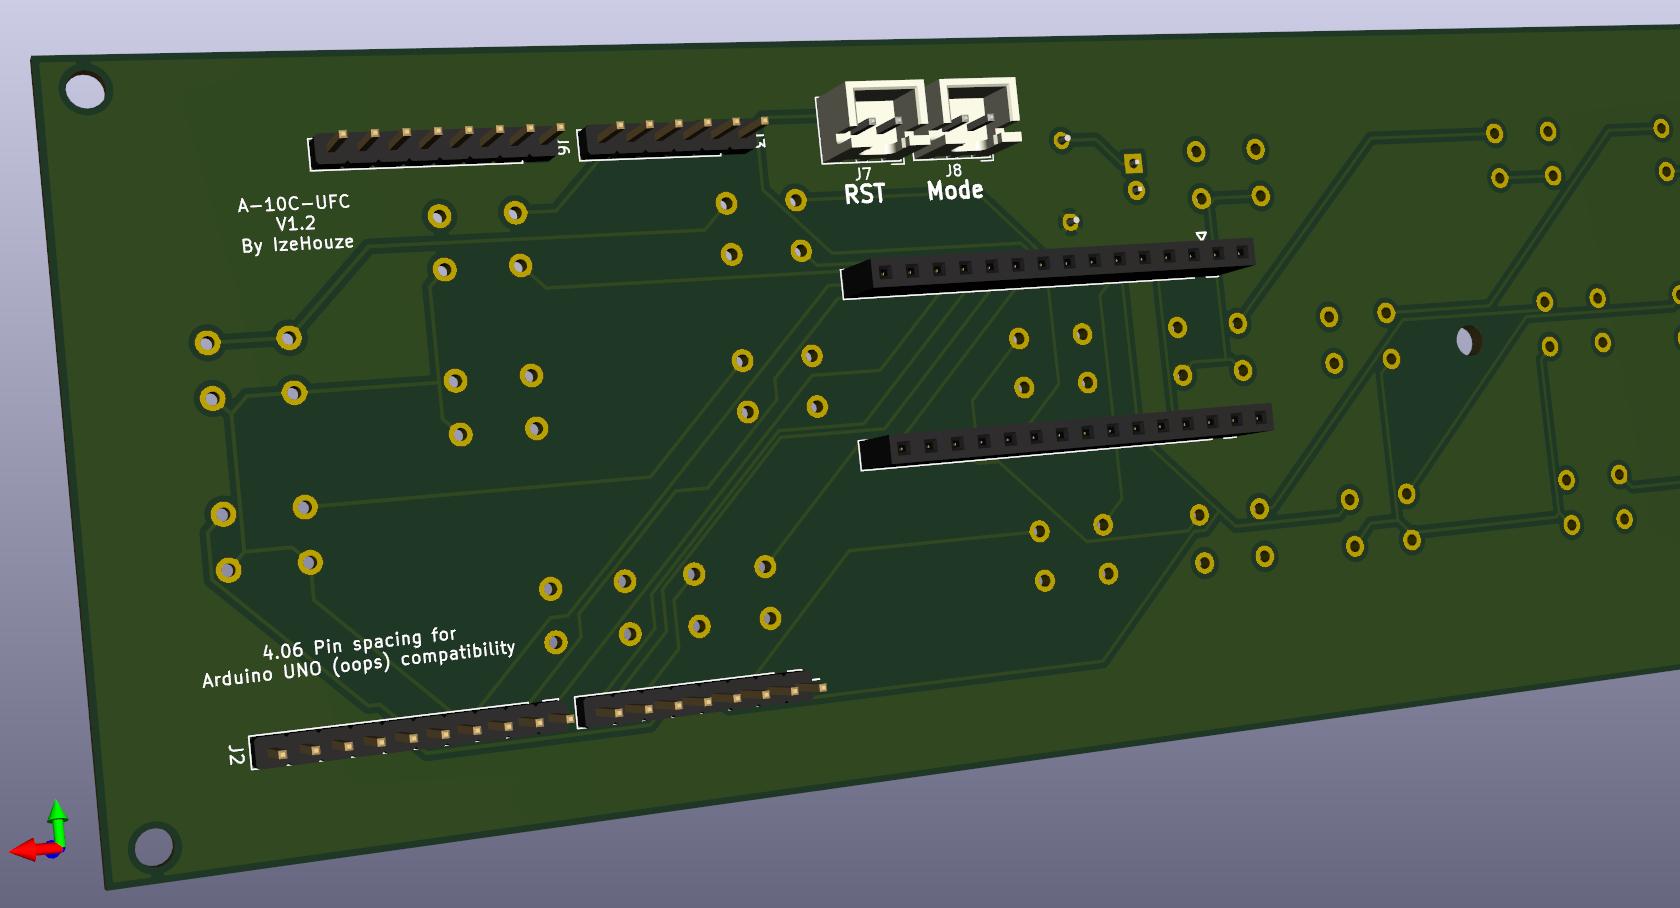 J6
J7
J8
RST
Mode
A-10C-UFC
V1.2
By IzeHouze
4.06 Pin spacing for
Arduino UNO (oops) compatibility
J2